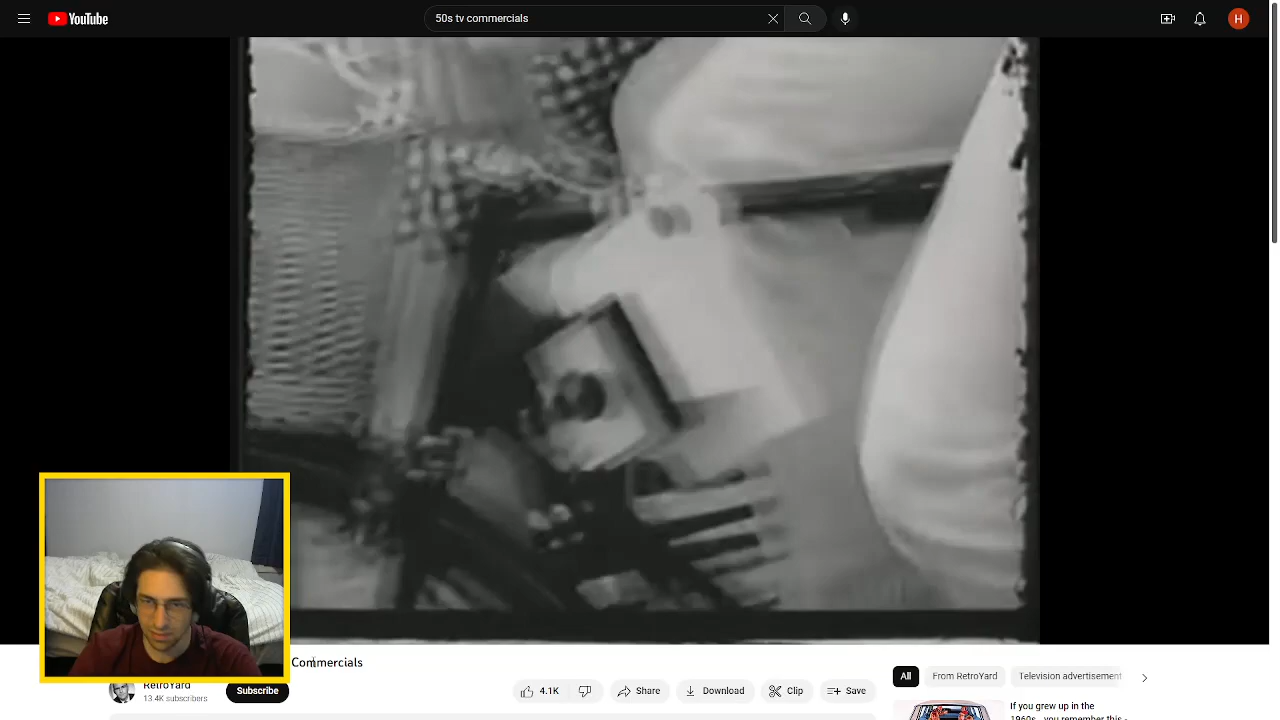 YouTube
50s tv commercials
H
Commercials
RetroYard
13.4K subscribers
Subscribe
4.1K
Share
Download
Clip
Save
All
From RetroYard
Television advertisement
If you grew up in the
1960s...you remember this -